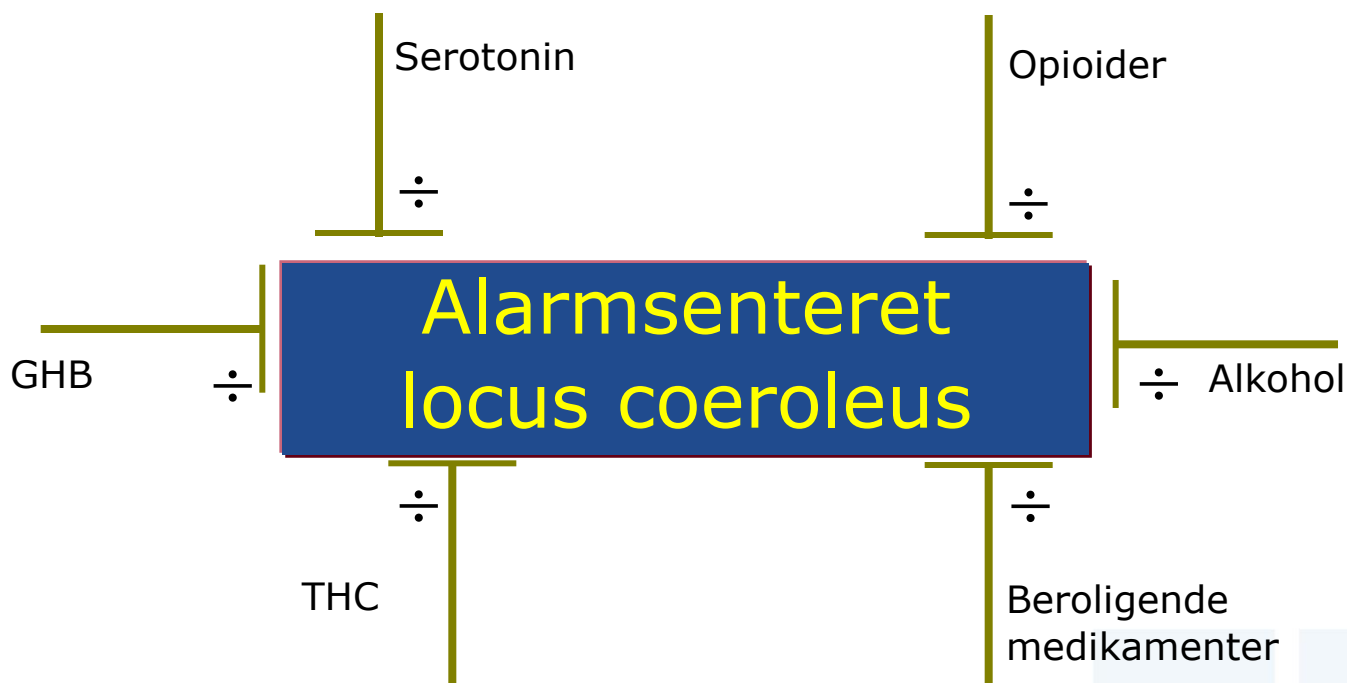 Serotonin
Opioider
÷
÷
Alarmsenteret
locus coeroleus
GHB
÷
÷
Alkohol
÷
÷
THC
Beroligende
medikamenter